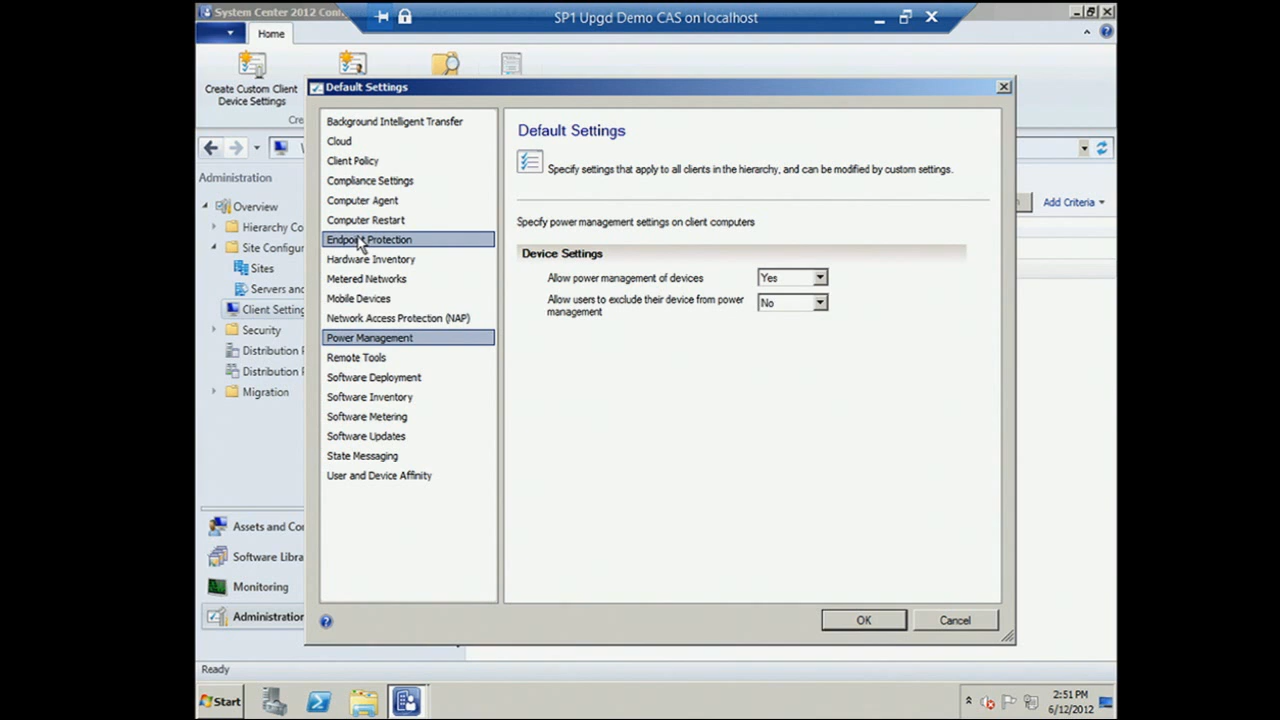 System Center 2012 Con
SP1 Upgd Demo CAS on localhost
Home
Create Custom Client
Device Settings
Default Settings
Administration
Overview
Hierarchy Co
Site Configur
Sites
Servers and
Client Setting
Security
Distribution
Distribution
Migration
Assets and Co
Software Libra
Monitoring
Administration
Background Intelligent Transfer
Cloud
Client Policy
Compliance Settings
Computer Agent
Computer Restart
Endpoint Protection
Hardware Inventory
Metered Networks
Mobile Devices
Network Access Protection (NAP)
Power Management
Remote Tools
Software Deployment
Software Inventory
Software Metering
Software Updates
State Messaging
User and Device Affinity
Default Settings
Specify settings that apply to all clients in the hierarchy, and can be modified by custom settings.
Specify power management settings on client computers
Device Settings
Allow power management of devices
Yes
Allow users to exclude their device from power
management
No
OK
Cancel
Add Criteria
Ready
Start
2:51 PM
6/12/2012